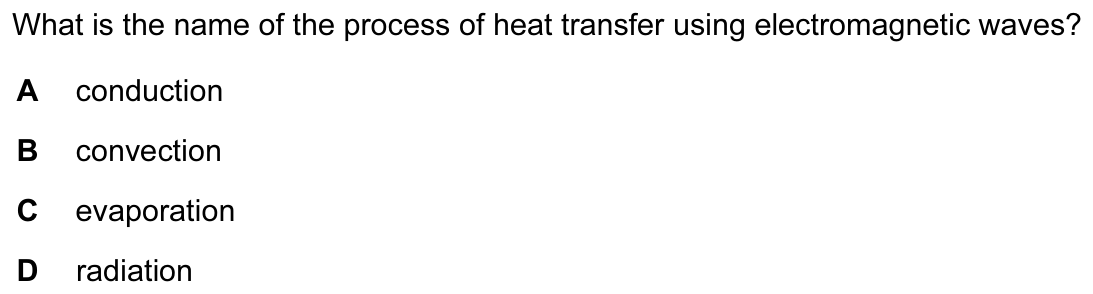 What is the name of the process of heat transfer using electromagnetic waves?
A conduction
B convection
C evaporation
D radiation